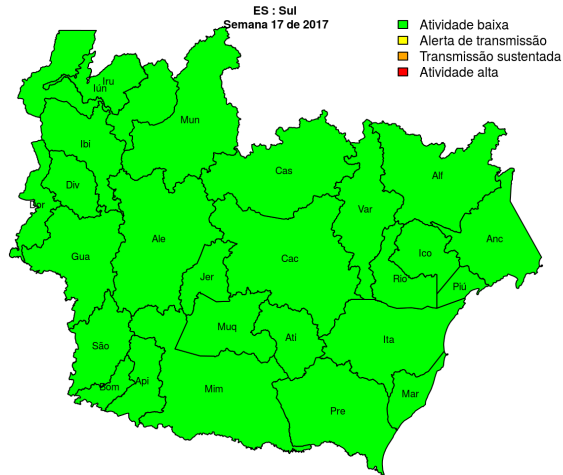 ES : Sul
Semana 17 de 2017
Atividade baixa
Alerta de transmissão
Transmissão sustentada
Atividade alta
Iru
Iún
Mun
Ibi
Cas
Alf
Div
Dor
Var
Anc
Ale
Ico
Gua
Cac
Jer
Rio
Piú
Muq
Ati
Ita
São
Api
Dom
Mim
Mar
Pre